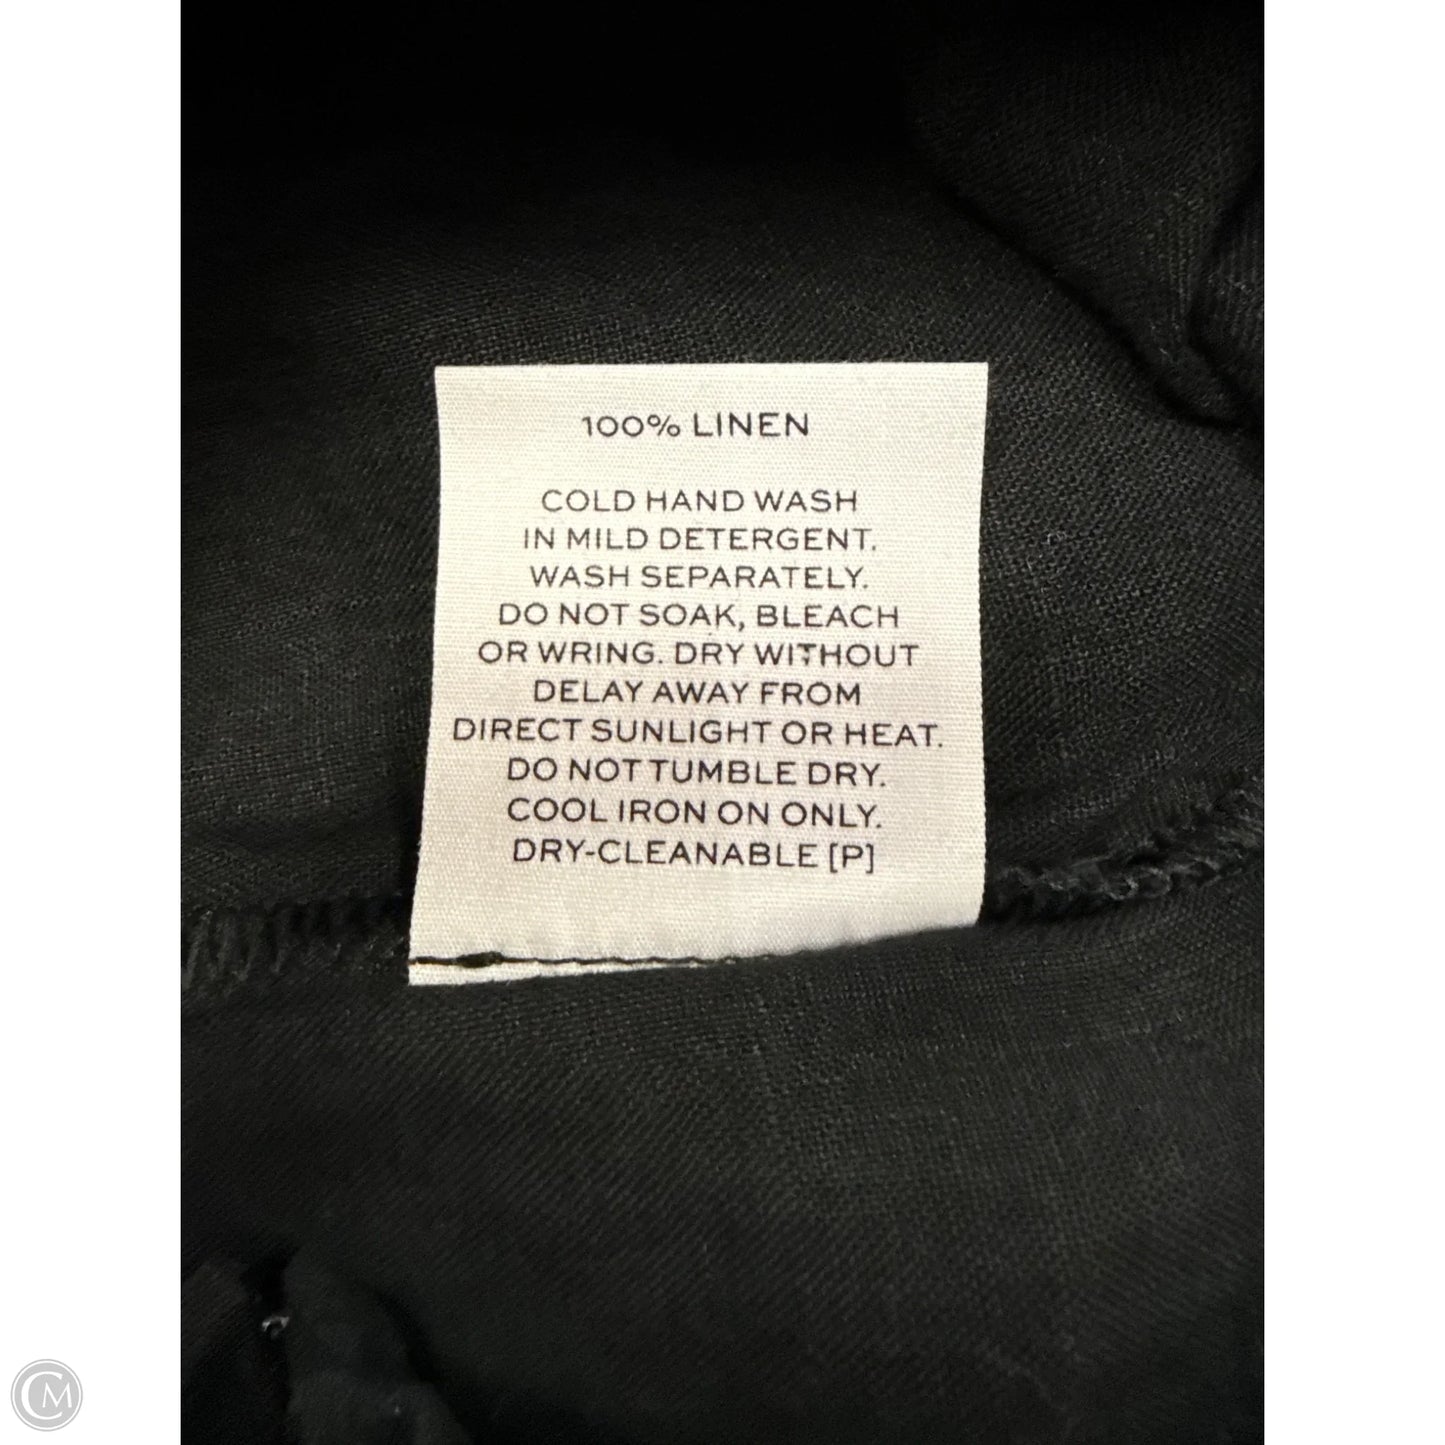 100% LINEN
COLD HAND WASH
IN MILD DETERGENT.
WASH SEPARATELY.
DO NOT SOAK, BLEACH
OR WRING. DRY WITHOUT
DELAY AWAY FROM
DIRECT SUNLIGHT OR HEAT.
DO NOT TUMBLE DRY.
COOL IRON ON ONLY.
DRY-CLEANABLE [P]
CM